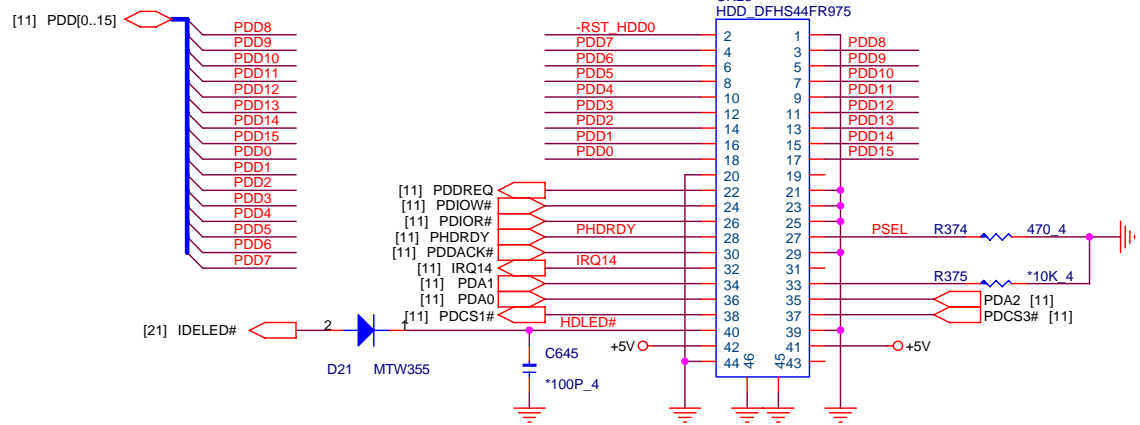 HDD_DFHS44FR975
[11] PDD[0..15]
PDD8
PDD9
PDD10
PDD11
PDD12
PDD13
PDD14
PDD15
PDD0
PDD1
PDD2
PDD3
PDD4
PDD5
PDD6
PDD7
-RST_HDD0 2 1
PDD7 4 3 PDD8
PDD6 6 5 PDD9
PDD5 8 7 PDD10
PDD4 10 9 PDD11
PDD3 12 11 PDD12
PDD2 14 13 PDD13
PDD1 16 15 PDD14
PDD0 18 17 PDD15
20 19
[11] PDDREQ 22 21
[11] PDIOW# 24 23
[11] PDIOR# 26 25
[11] PHDRDY PHDRDY 28 27 PSEL R374 470_4
[11] PDDACK# 30 29
[11] IRQ14 IRQ14 32 31
[11] PDA1 34 33 R375 *10K_4
[11] PDA0 36 35 PDA2 [11]
[11] PDCS1# 38 37 PDCS3# [11]
[21] IDELED# 2 1 HDLED# 40 39
+5V 42 41 +5V
44 46 45 43
D21 MTW355
C645
*100P_4